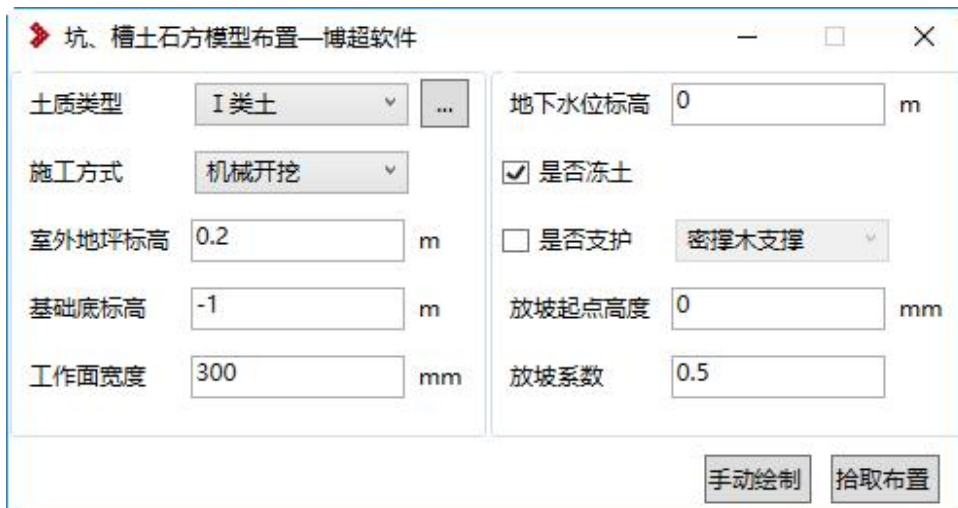 坑、槽土石方模型布置—博超软件
土质类型 Ⅰ类土 ...
施工方式 机械开挖
室外地坪标高 0.2 m
基础底标高 -1 m
工作面宽度 300 mm
地下水位标高 0 m
是否冻土
是否支护 密撑木支撑
放坡起点高度 0 mm
放坡系数 0.5
手动绘制 拾取布置